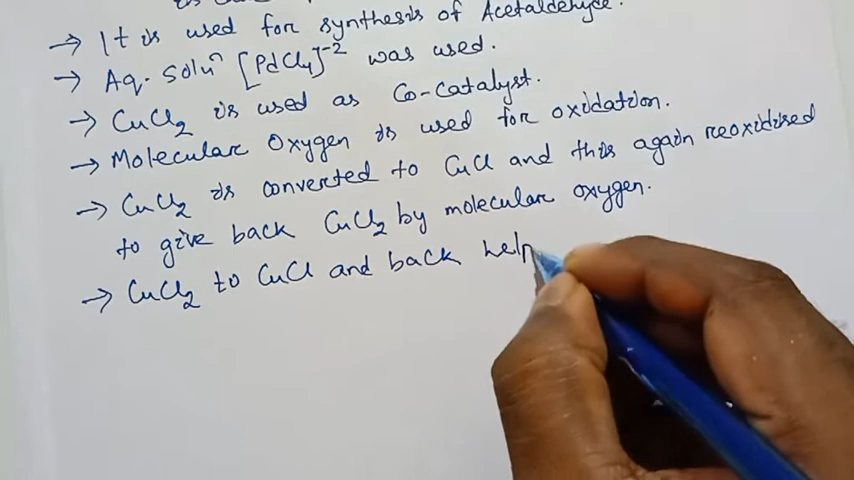 → It is used for synthesis of Acetaldehyde.
→ Aq. Soluⁿ [PdCl4]-2 was used.
→ CuCl2 is used as Co-catalyst.
→ Molecular Oxygen is used for oxidation.
→ CuCl2 is converted to CuCl and this again reoxidised
to give back CuCl2 by molecular oxygen.
→ CuCl2 to CuCl and back help